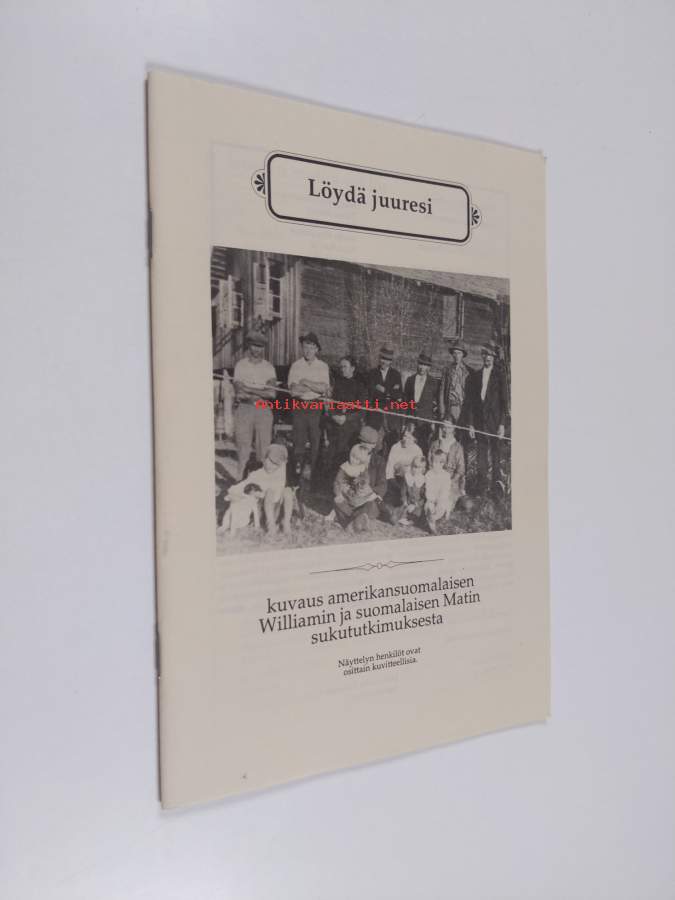 Löydä juuresi
antikvariaatti.net
kuvaus amerikansuomalaisen
Williamin ja suomalaisen Matin
sukututkimuksesta
Näyttelyn henkilöt ovat
osittain kuvitteellisia.